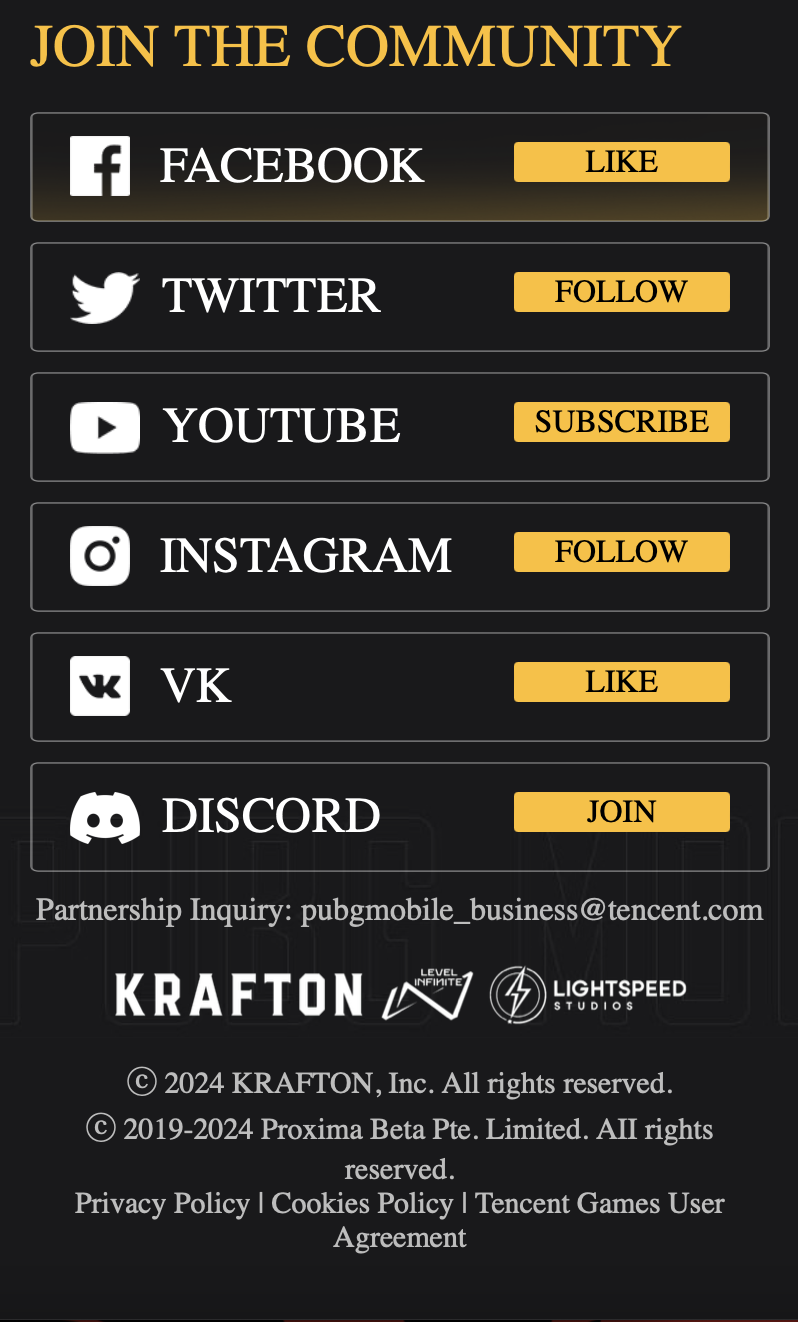 JOIN THE COMMUNITY
FACEBOOK LIKE
TWITTER FOLLOW
YOUTUBE SUBSCRIBE
INSTAGRAM FOLLOW
VK LIKE
DISCORD JOIN
PUBG MO
Partnership Inquiry: pubgmobile_business@tencent.com
KRAFTON LEVEL INFINITE LIGHTSPEED STUDIOS
ⓒ 2024 KRAFTON, Inc. All rights reserved.
ⓒ 2019-2024 Proxima Beta Pte. Limited. AII rights
reserved.
Privacy Policy | Cookies Policy | Tencent Games User
Agreement